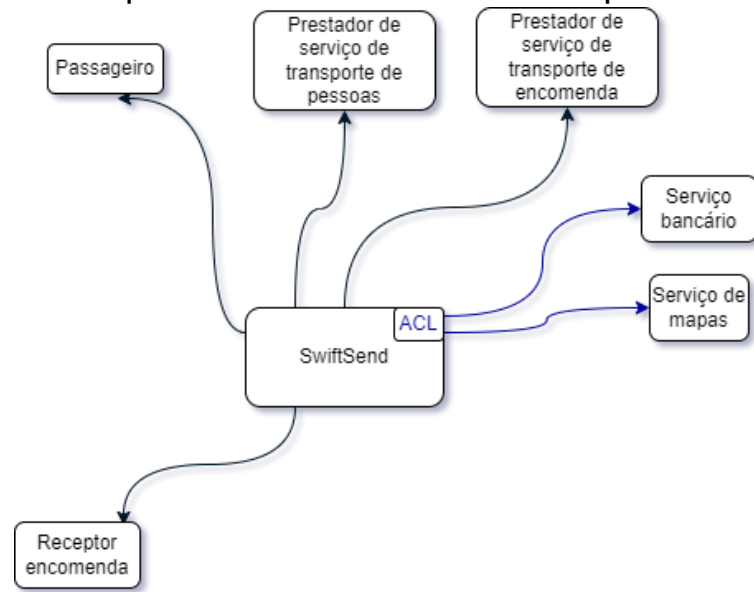 Passageiro
Prestador de
serviço de
transporte de
pessoas
Prestador de
serviço de
transporte de
encomenda
Serviço
bancário
Serviço de
mapas
ACL
SwiftSend
Receptor
encomenda